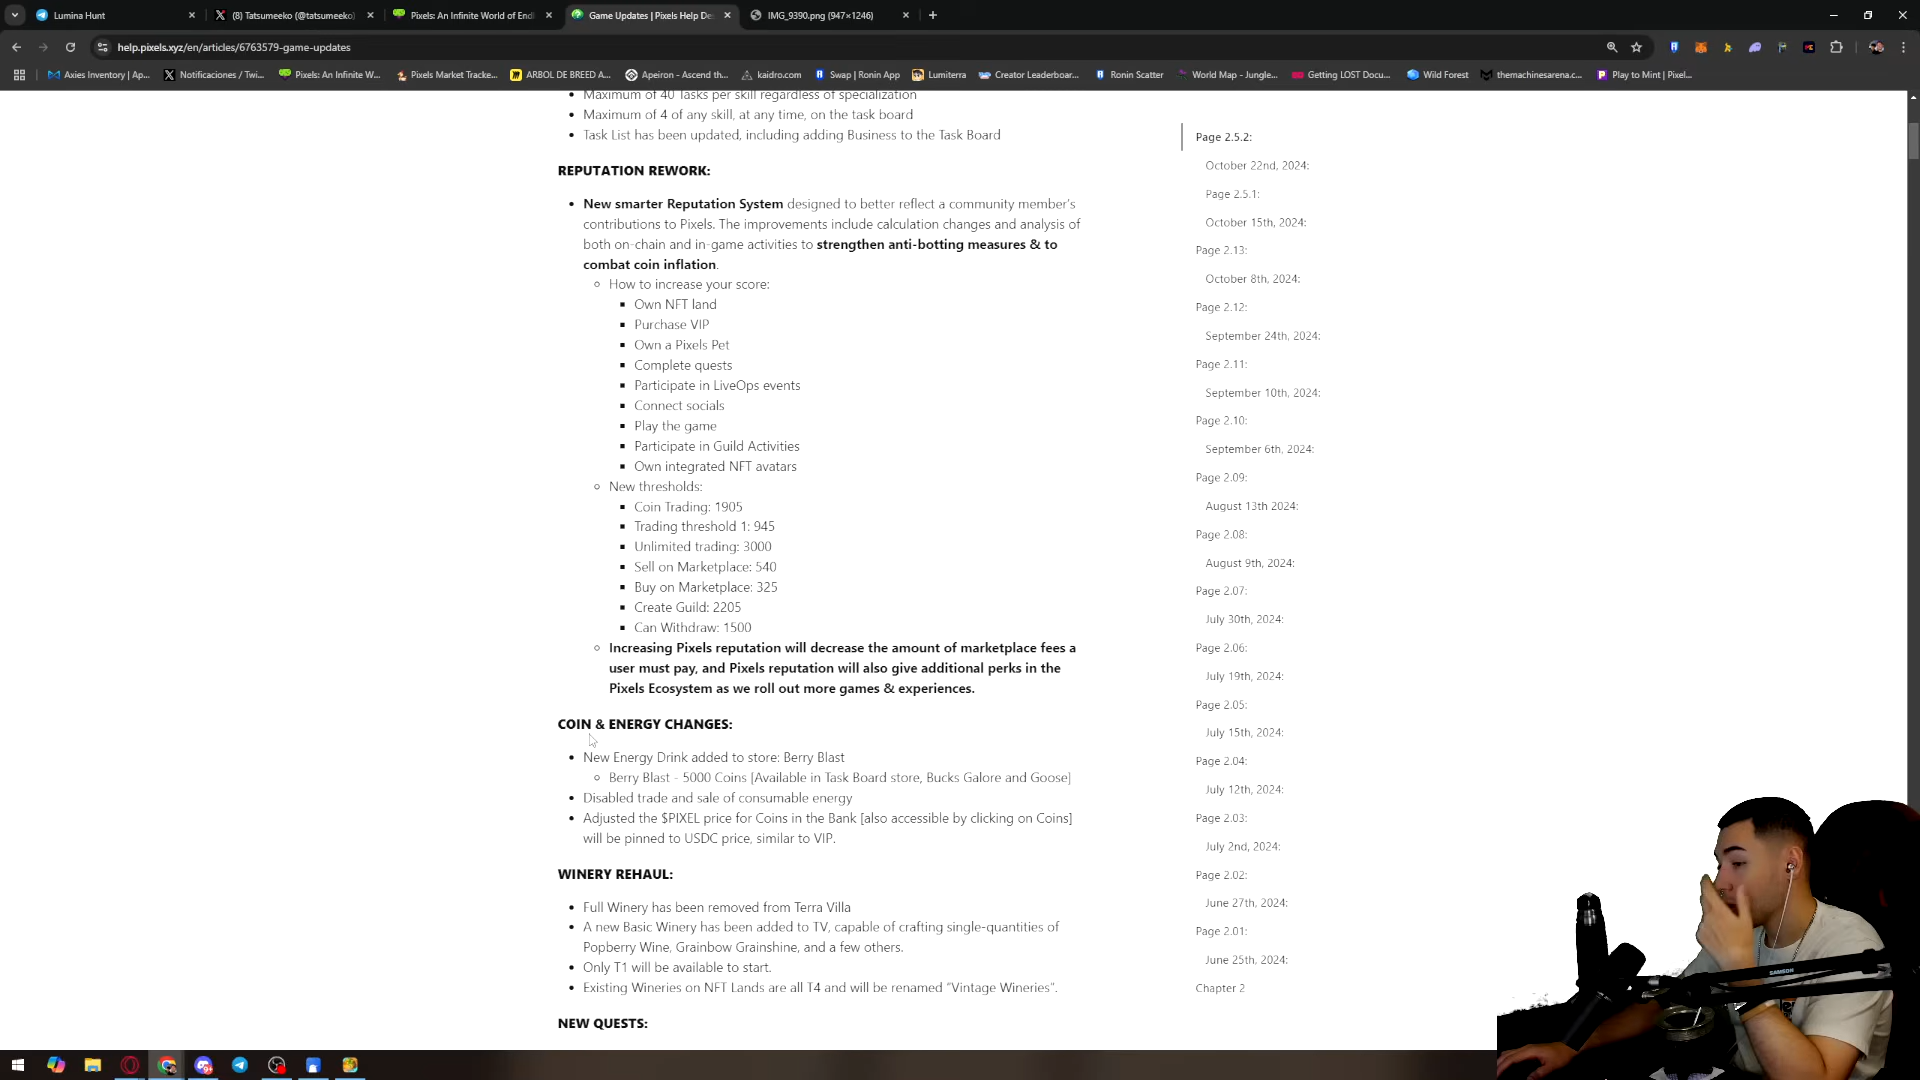 Lumina Hunt
(8) Tatsumeeko (@tatsumeeko)
Pixels: An Infinite World of Endl
Game Updates | Pixels Help De
IMG_9390.png (947×1246)
help.pixels.xyz/en/articles/6763579-game-updates
Axies Inventory | Ap...
Notificaciones / Twi...
Pixels: An Infinite W...
Pixels Market Tracke...
ARBOL DE BREED A...
Apeiron - Ascend th...
kaidro.com
Swap | Ronin App
Lumiterra
Creator Leaderboar...
Ronin Scatter
World Map - Jungle...
Getting LOST Docu...
Wild Forest
themachinesarena.c...
Play to Mint | Pixel...
Maximum of 40 Tasks per skill regardless of specialization
Maximum of 4 of any skill, at any time, on the task board
Task List has been updated, including adding Business to the Task Board
REPUTATION REWORK:
New smarter Reputation System designed to better reflect a community member's
contributions to Pixels. The improvements include calculation changes and analysis of
both on-chain and in-game activities to strengthen anti-botting measures & to
combat coin inflation.
How to increase your score:
Own NFT land
Purchase VIP
Own a Pixels Pet
Complete quests
Participate in LiveOps events
Connect socials
Play the game
Participate in Guild Activities
Own integrated NFT avatars
New thresholds:
Coin Trading: 1905
Trading threshold 1: 945
Unlimited trading: 3000
Sell on Marketplace: 540
Buy on Marketplace: 325
Create Guild: 2205
Can Withdraw: 1500
Increasing Pixels reputation will decrease the amount of marketplace fees a
user must pay, and Pixels reputation will also give additional perks in the
Pixels Ecosystem as we roll out more games & experiences.
COIN & ENERGY CHANGES:
New Energy Drink added to store: Berry Blast
Berry Blast - 5000 Coins [Available in Task Board store, Bucks Galore and Goose]
Disabled trade and sale of consumable energy
Adjusted the $PIXEL price for Coins in the Bank [also accessible by clicking on Coins]
will be pinned to USDC price, similar to VIP.
WINERY REHAUL:
Full Winery has been removed from Terra Villa
A new Basic Winery has been added to TV, capable of crafting single-quantities of
Popberry Wine, Grainbow Grainshine, and a few others.
Only T1 will be available to start.
Existing Wineries on NFT Lands are all T4 and will be renamed "Vintage Wineries".
NEW QUESTS:
Page 2.5.2:
October 22nd, 2024:
Page 2.5.1:
October 15th, 2024:
Page 2.13:
October 8th, 2024:
Page 2.12:
September 24th, 2024:
Page 2.11:
September 10th, 2024:
Page 2.10:
September 6th, 2024:
Page 2.09:
August 13th 2024:
Page 2.08:
August 9th, 2024:
Page 2.07:
July 30th, 2024:
Page 2.06:
July 19th, 2024:
Page 2.05:
July 15th, 2024:
Page 2.04:
July 12th, 2024:
Page 2.03:
July 2nd, 2024:
Page 2.02:
June 27th, 2024:
Page 2.01:
June 25th, 2024:
Chapter 2
SAMSON